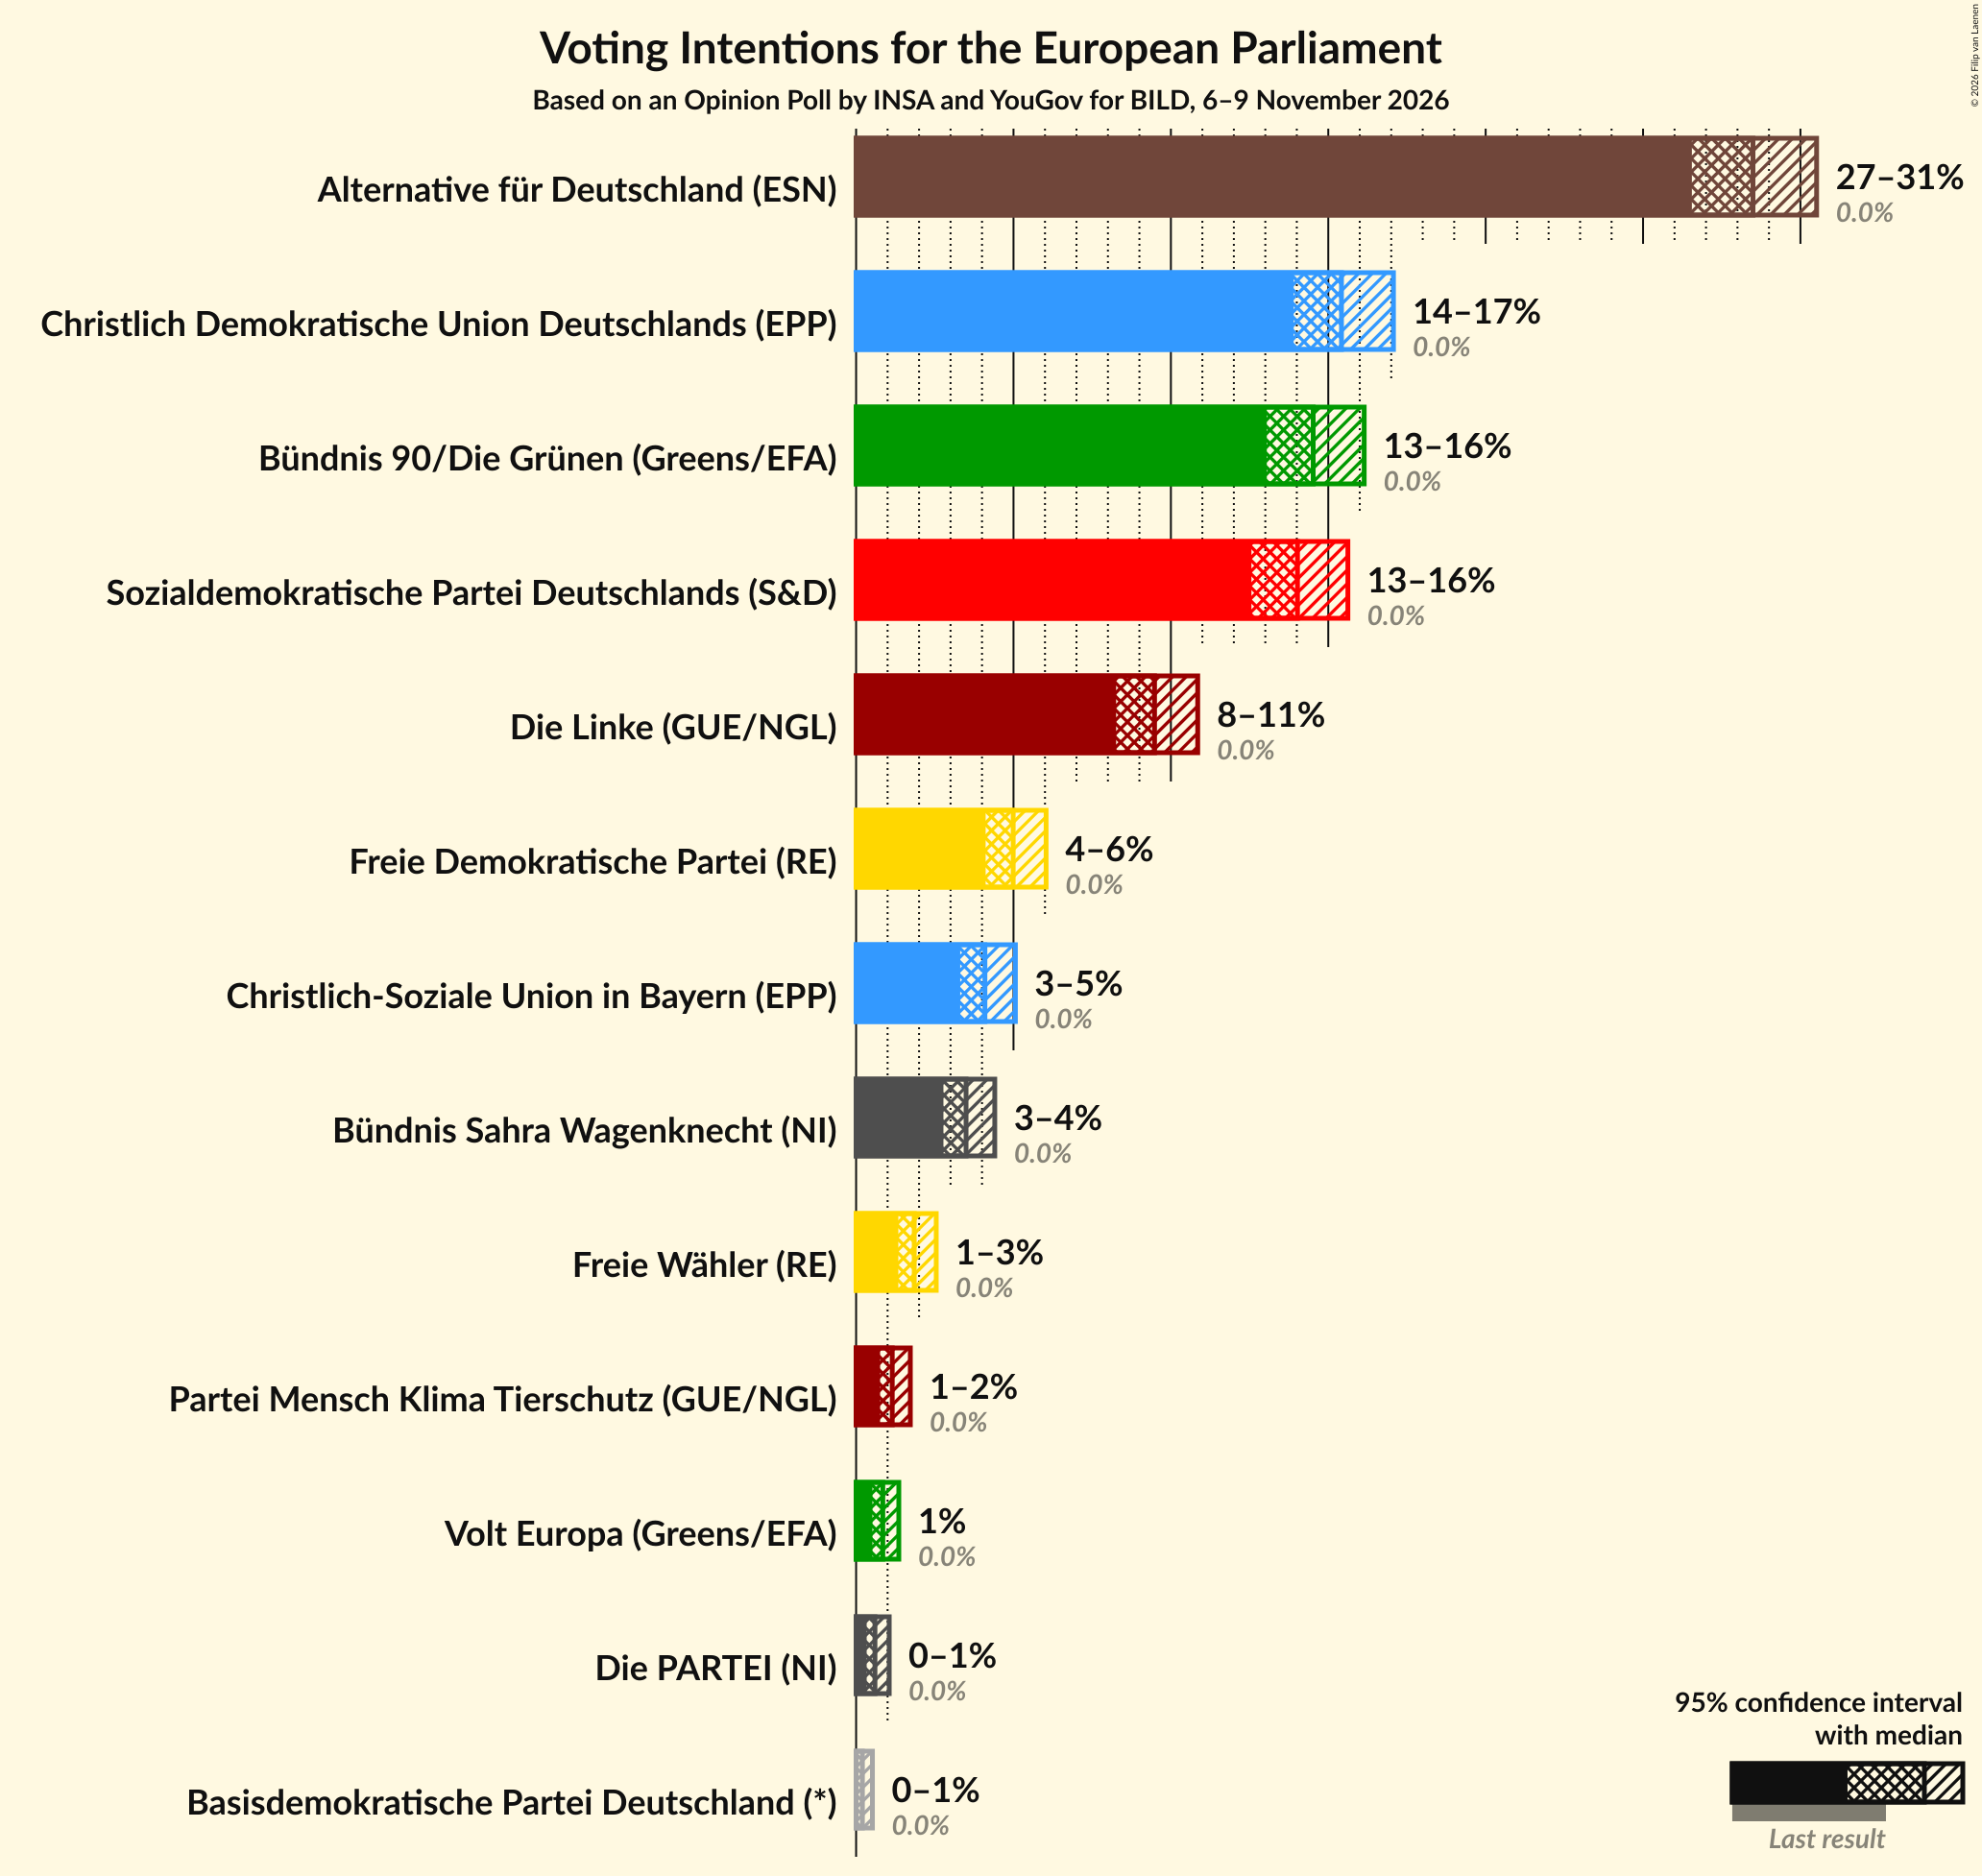 © 2026 Filip van Laenen
Voting Intentions for the European Parliament
Based on an Opinion Poll by INSA and YouGov for BILD, 6–9 November 2026
Alternative für Deutschland (ESN)
27–31%
0.0%
Christlich Demokratische Union Deutschlands (EPP)
14–17%
0.0%
Bündnis 90/Die Grünen (Greens/EFA)
13–16%
0.0%
Sozialdemokratische Partei Deutschlands (S&D)
13–16%
0.0%
Die Linke (GUE/NGL)
8–11%
0.0%
Freie Demokratische Partei (RE)
4–6%
0.0%
Christlich-Soziale Union in Bayern (EPP)
3–5%
0.0%
Bündnis Sahra Wagenknecht (NI)
3–4%
0.0%
Freie Wähler (RE)
1–3%
0.0%
Partei Mensch Klima Tierschutz (GUE/NGL)
1–2%
0.0%
Volt Europa (Greens/EFA)
1%
0.0%
Die PARTEI (NI)
0–1%
0.0%
Basisdemokratische Partei Deutschland (*)
0–1%
0.0%
95% confidence interval
with median
Last result